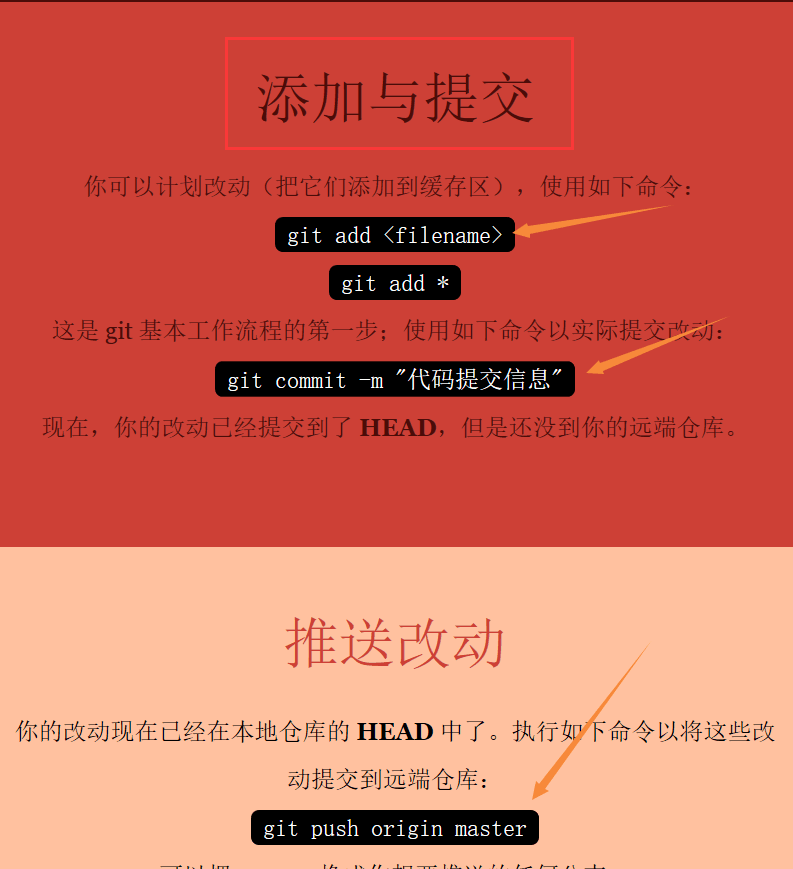 添加与提交
你可以计划改动（把它们添加到缓存区），使用如下命令：
git add <filename>
git add *
这是 git 基本工作流程的第一步；使用如下命令以实际提交改动：
git commit -m "代码提交信息"
现在，你的改动已经提交到了 HEAD，但是还没到你的远端仓库。
推送改动
你的改动现在已经在本地仓库的 HEAD 中了。执行如下命令以将这些改
动提交到远端仓库：
git push origin master